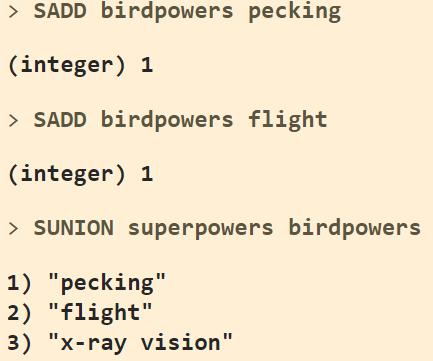 > SADD birdpowers pecking
(integer) 1
> SADD birdpowers flight
(integer) 1
> SUNION superpowers birdpowers
1) "pecking"
2) "flight"
3) "x-ray vision"